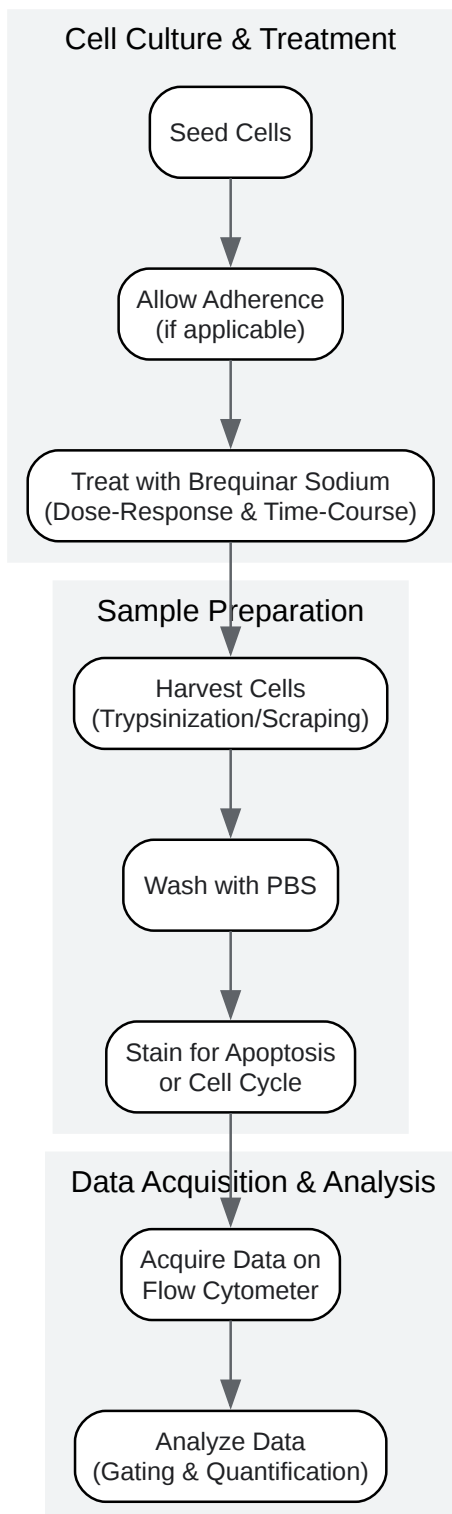 Cell Culture & Treatment
Seed Cells
Allow Adherence
(if applicable)
Treat with Brequinar Sodium
(Dose-Response & Time-Course)
Sample Preparation
Harvest Cells
(Trypsinization/Scraping)
Wash with PBS
Stain for Apoptosis
or Cell Cycle
Data Acquisition & Analysis
Acquire Data on
Flow Cytometer
Analyze Data
(Gating & Quantification)